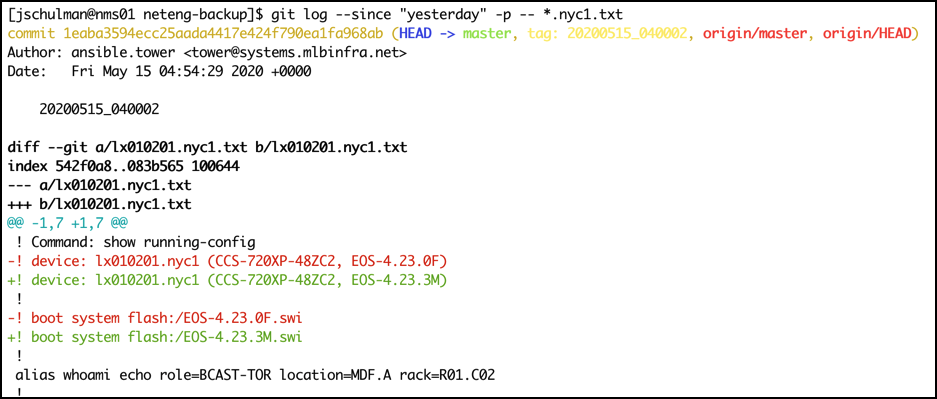 [jschulman@nms01 neteng-backup]$ git log --since "yesterday" -p -- *.nyc1.txt
commit 1eaba3594ecc25aada4417e424f790ea1fa968ab (HEAD -> master, tag: 20200515_040002, origin/master, origin/HEAD)
Author: ansible.tower <tower@systems.mlbinfra.net>
Date:   Fri May 15 04:54:29 2020 +0000
    20200515_040002
diff --git a/lx010201.nyc1.txt b/lx010201.nyc1.txt
index 542f0a8..083b565 100644
--- a/lx010201.nyc1.txt
+++ b/lx010201.nyc1.txt
@@ -1,7 +1,7 @@
 ! Command: show running-config
-! device: lx010201.nyc1 (CCS-720XP-48ZC2, EOS-4.23.0F)
+! device: lx010201.nyc1 (CCS-720XP-48ZC2, EOS-4.23.3M)
 !
-! boot system flash:/EOS-4.23.0F.swi
+! boot system flash:/EOS-4.23.3M.swi
 !
 alias whoami echo role=BCAST-TOR location=MDF.A rack=R01.C02
 !